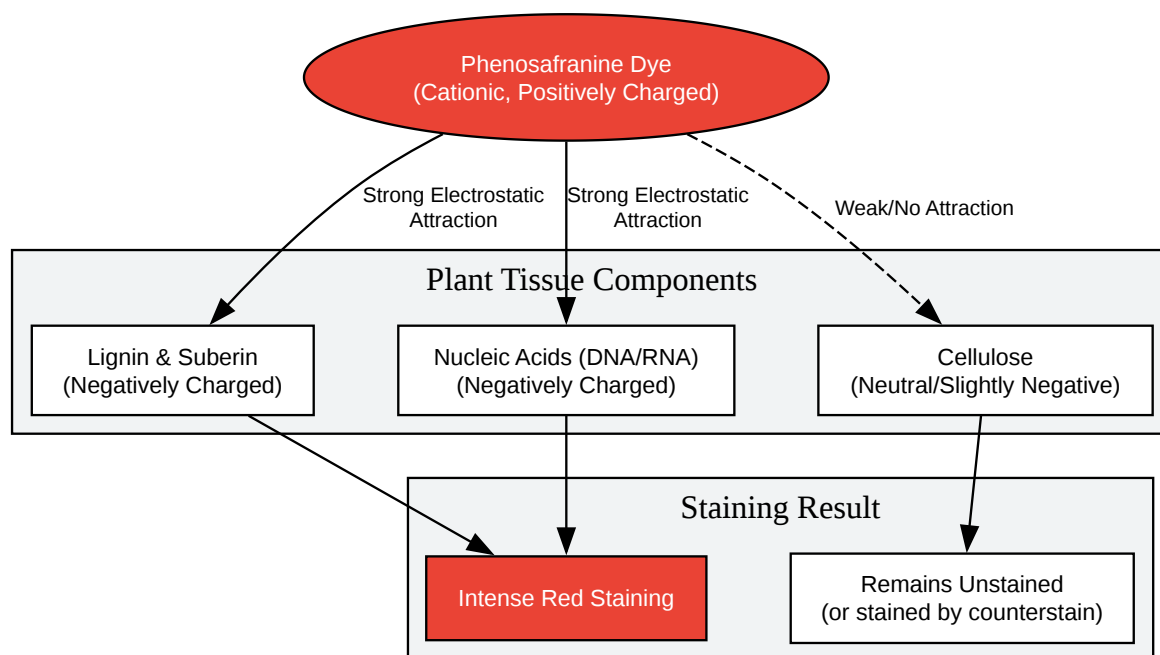 Phenosafranine Dye
(Cationic, Positively Charged)
Strong Electrostatic
Attraction
Strong Electrostatic
Attraction
Weak/No Attraction
Plant Tissue Components
Lignin & Suberin
(Negatively Charged)
Nucleic Acids (DNA/RNA)
(Negatively Charged)
Cellulose
(Neutral/Slightly Negative)
Staining Result
Intense Red Staining
Remains Unstained
(or stained by counterstain)